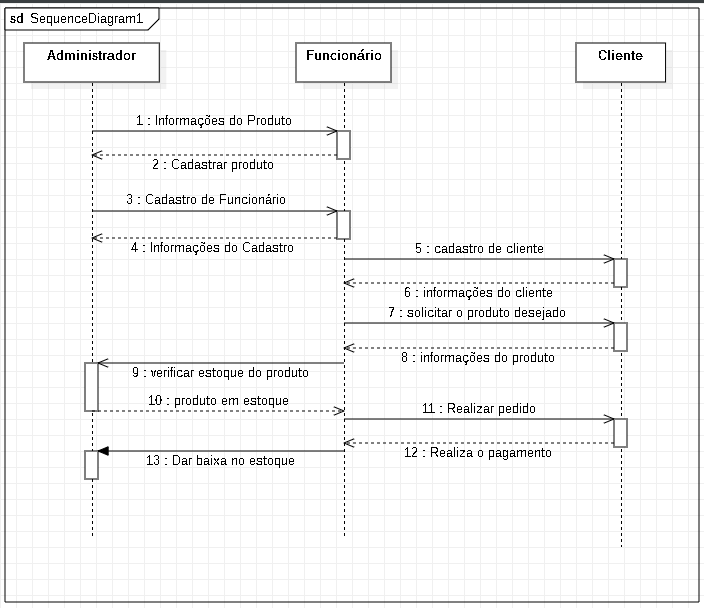 sd SequenceDiagram1
Administrador
Funcionário
Cliente
1 : Informações do Produto
2 : Cadastrar produto
3 : Cadastro de Funcionário
4 : Informações do Cadastro
5 : cadastro de cliente
6 : informações do cliente
7 : solicitar o produto desejado
8 : informações do produto
9 : verificar estoque do produto
10 : produto em estoque
11 : Realizar pedido
12 : Realiza o pagamento
13 : Dar baixa no estoque